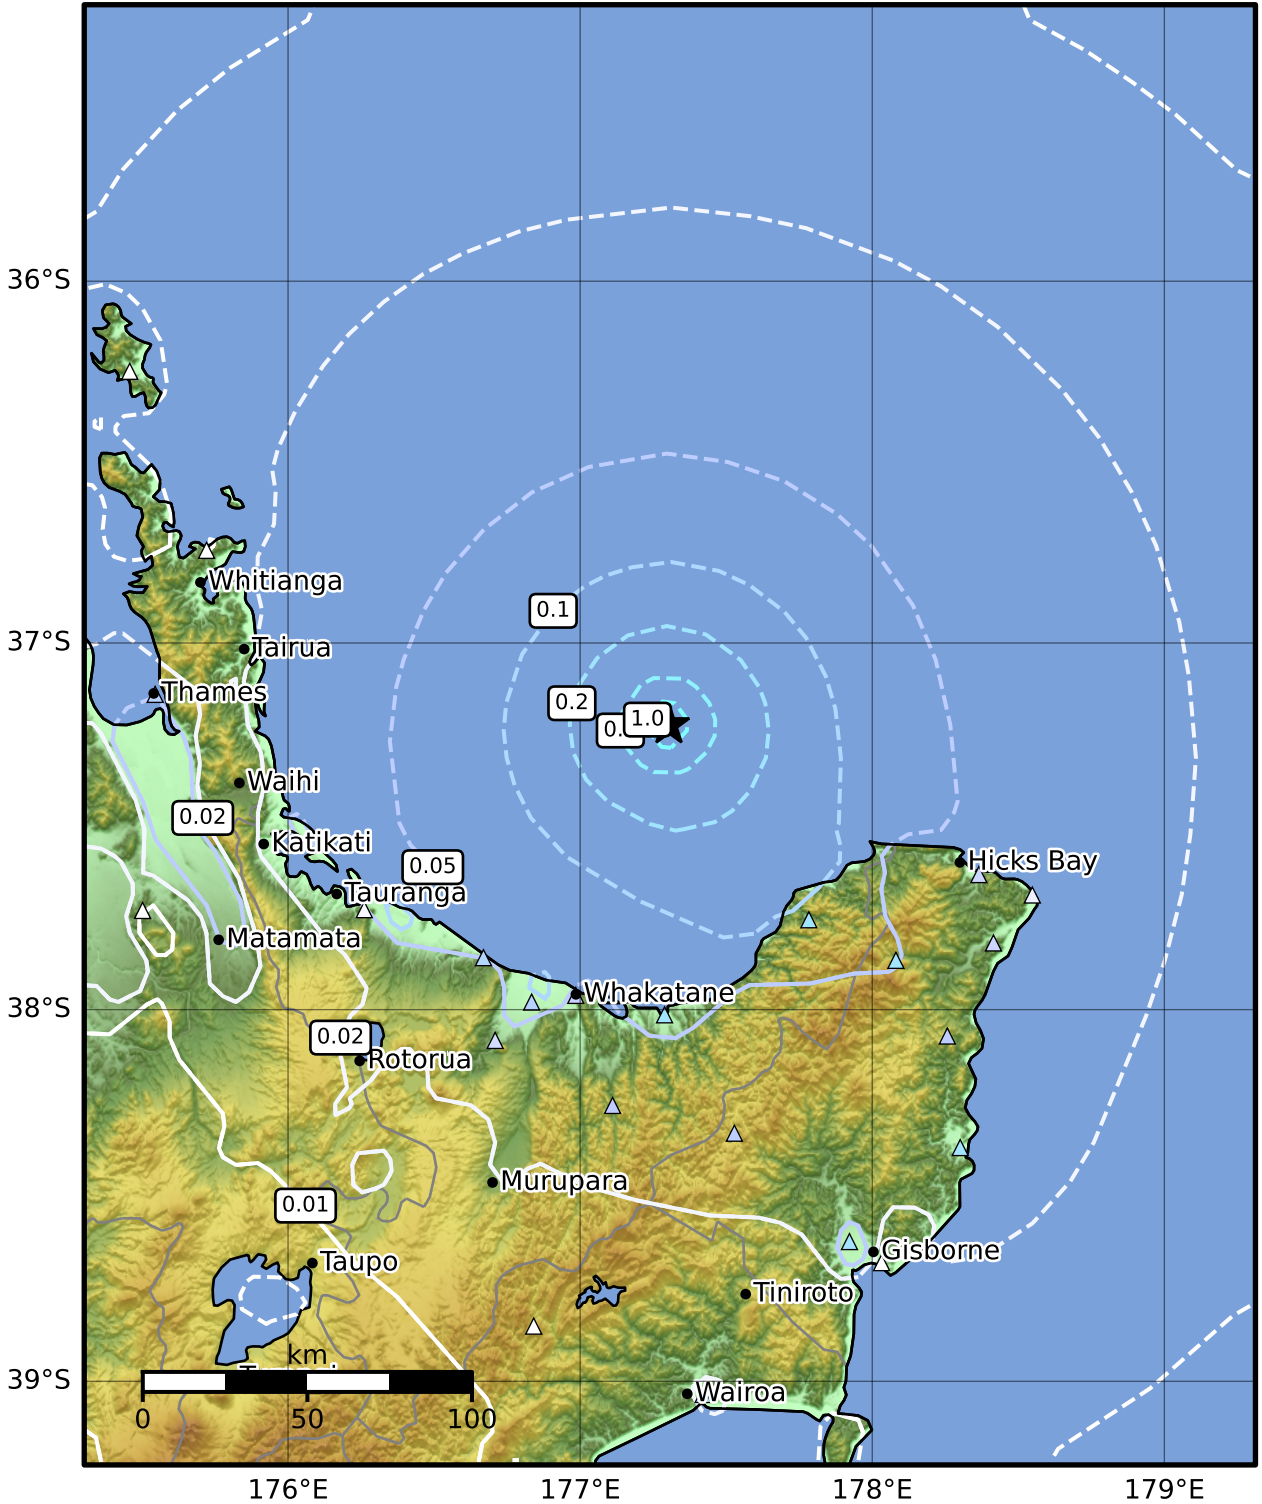 36°S
0.1
Whitianga
37°S
Tairua
Thames
0.2
1.0
0.
Waihi
0.02
Katikati
0.05
Hicks Bay
Tauranga
Matamata
Whakatane
38°S
0.02
Rotorua
Murupara
0.01
Gisborne
Taupo
Tiniroto
km
39°S
Wairoa
0 50 100
176°E 177°E 178°E 179°E